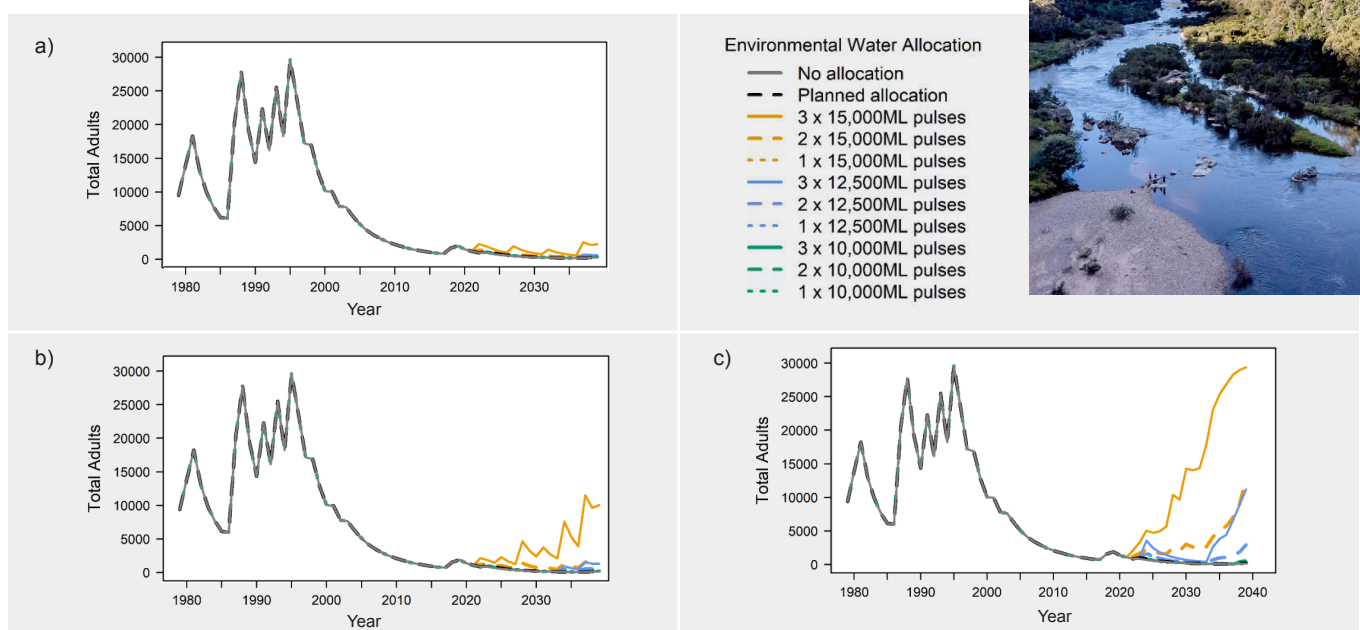 a)
30000
25000
20000
15000
10000
5000
0
Total Adults
1980 1990 2000 2010 2020 2030
Year
Environmental Water Allocation
No allocation
Planned allocation
3 x 15,000ML pulses
2 x 15,000ML pulses
1 x 15,000ML pulses
3 x 12,500ML pulses
2 x 12,500ML pulses
1 x 12,500ML pulses
3 x 10,000ML pulses
2 x 10,000ML pulses
1 x 10,000ML pulses
b)
30000
25000
20000
15000
10000
5000
0
Total Adults
1980 1990 2000 2010 2020 2030
Year
c)
30000
25000
20000
15000
10000
5000
0
Total Adults
1980 1990 2000 2010 2020 2030 2040
Year